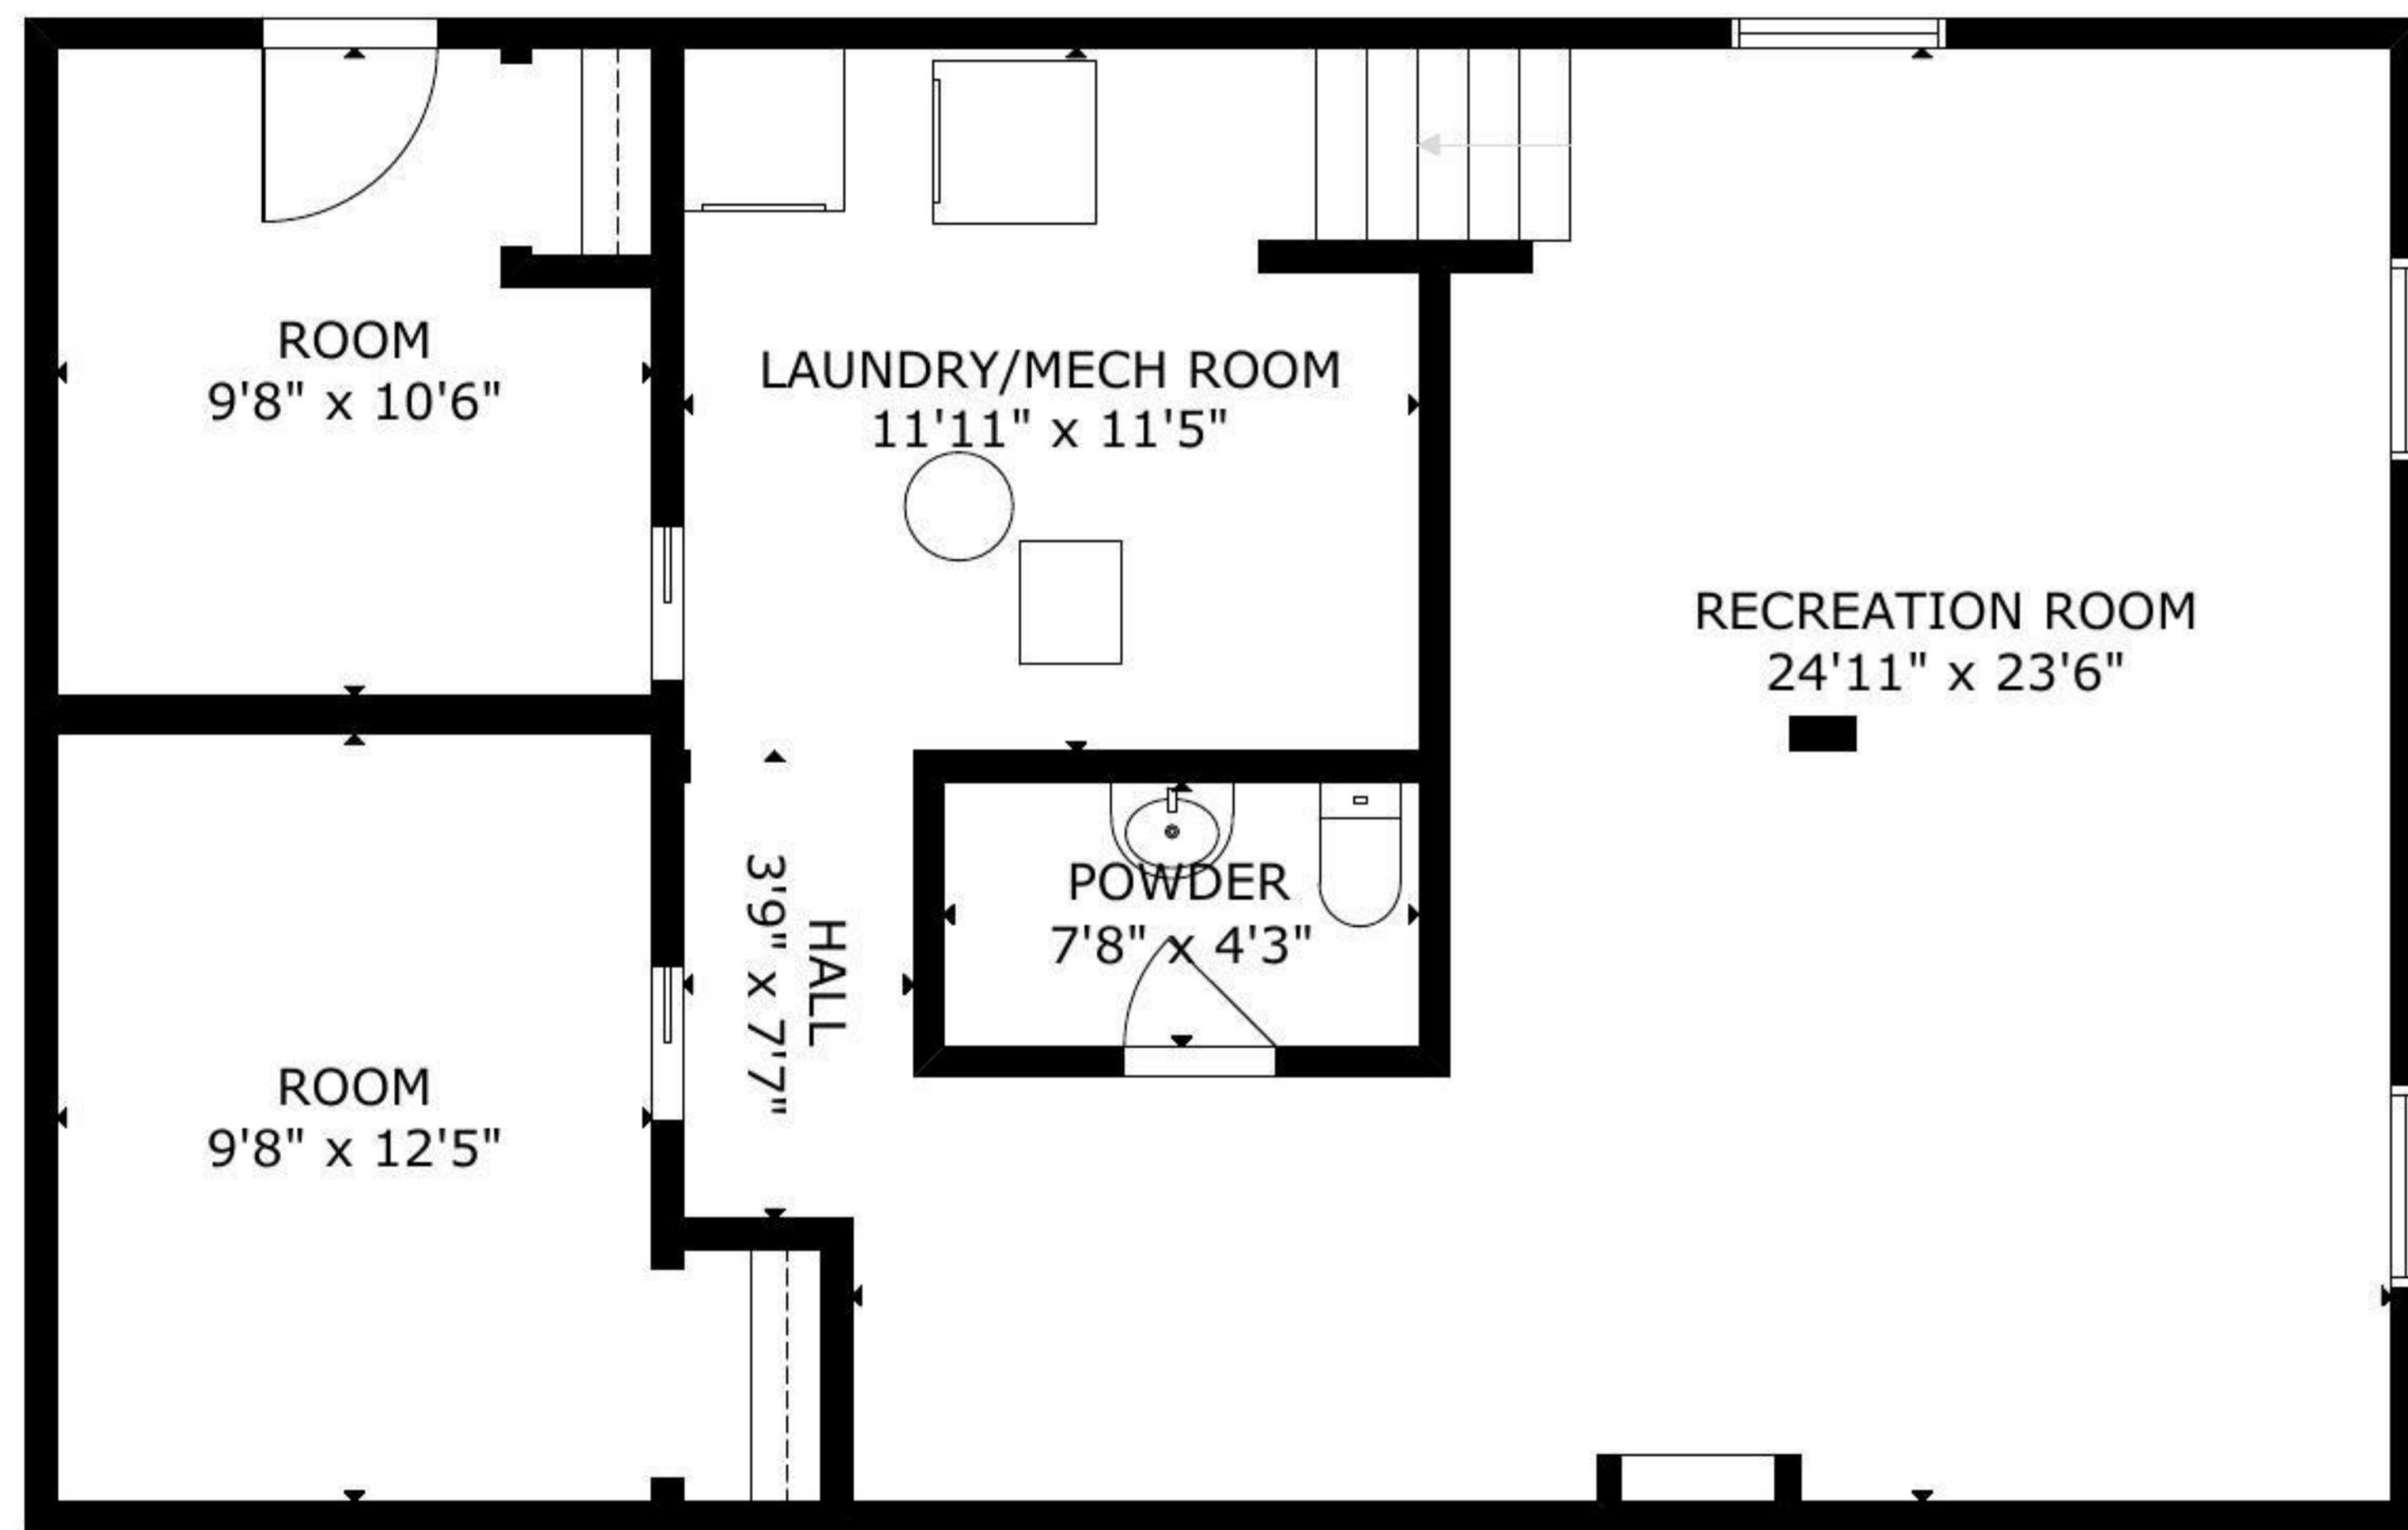 ROOM
9'8" x 10'6"
LAUNDRY/MECH ROOM
11'11" x 11'5"
RECREATION ROOM
24'11" x 23'6"
POWDER
7'8" x 4'3"
HALL
3'9" x 7'7"
ROOM
9'8" x 12'5"